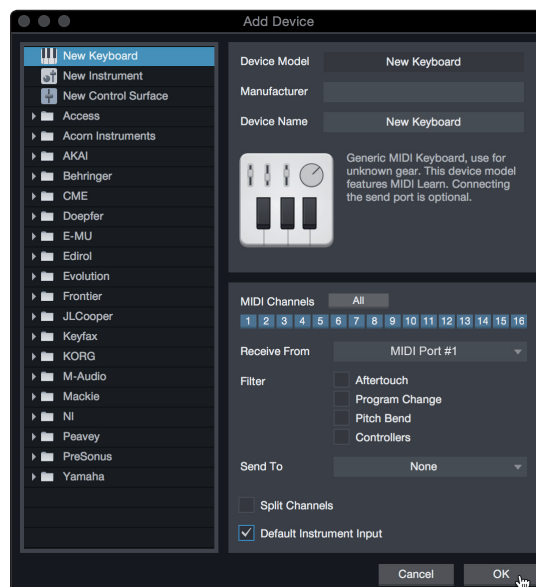 Add Device
New Keyboard
New Instrument
New Control Surface
Access
Acorn Instruments
AKAI
Behringer
CME
Doepfer
E-MU
Edirol
Evolution
Frontier
JLCooper
Keyfax
KORG
M-Audio
Mackie
NI
Peavey
PreSonus
Yamaha
Device Model New Keyboard
Manufacturer
Device Name New Keyboard
Generic MIDI Keyboard, use for
unknown gear. This device model
features MIDI Learn. Connecting
the send port is optional.
MIDI Channels All
1 2 3 4 5 6 7 8 9 10 11 12 13 14 15 16
Receive From MIDI Port #1
Filter Aftertouch
Program Change
Pitch Bend
Controllers
Send To None
Split Channels
Default Instrument Input
Cancel OK